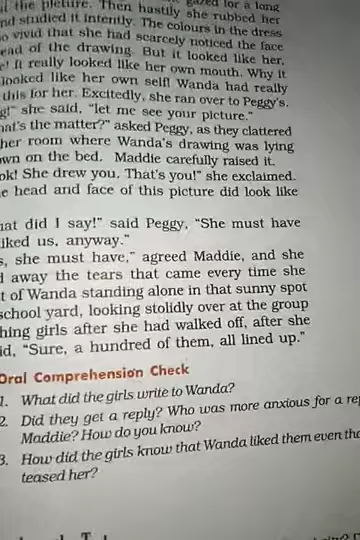 the picture. Then hastily she rubbed her
nd studied it intently. The colours in the dress
o vivid that she had scarcely noticed the face
ead of the drawing. But it looked like her,
e! It really looked like her own mouth. Why it
looked like her own self! Wanda had really
this for her. Excitedly, she ran over to Peggy's.
g!" she said, "let me see your picture."
hat's the matter?" asked Peggy, as they clattered
her room where Wanda's drawing was lying
wn on the bed. Maddie carefully raised it.
ok! She drew you. That's you!" she exclaimed.
e head and face of this picture did look like
hat did I say!" said Peggy, "She must have
iked us, anyway."
s, she must have," agreed Maddie, and she
d away the tears that came every time she
t of Wanda standing alone in that sunny spot
school yard, looking stolidly over at the group
hing girls after she had walked off, after she
id, "Sure, a hundred of them, all lined up."
Oral Comprehension Check
1. What did the girls write to Wanda?
2. Did they get a reply? Who was more anxious for a rep
Maddie? How do you know?
3. How did the girls know that Wanda liked them even tho
teased her?